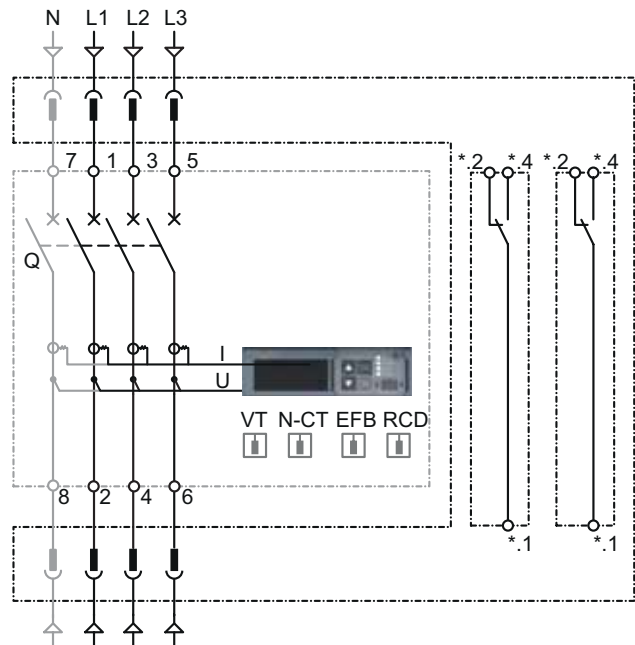 N L1 L2 L3
7 1 3 5
*.2 *.4 *.2 *.4
Q
I
U
VT N-CT EFB RCD
8 2 4 6
*.1 *.1